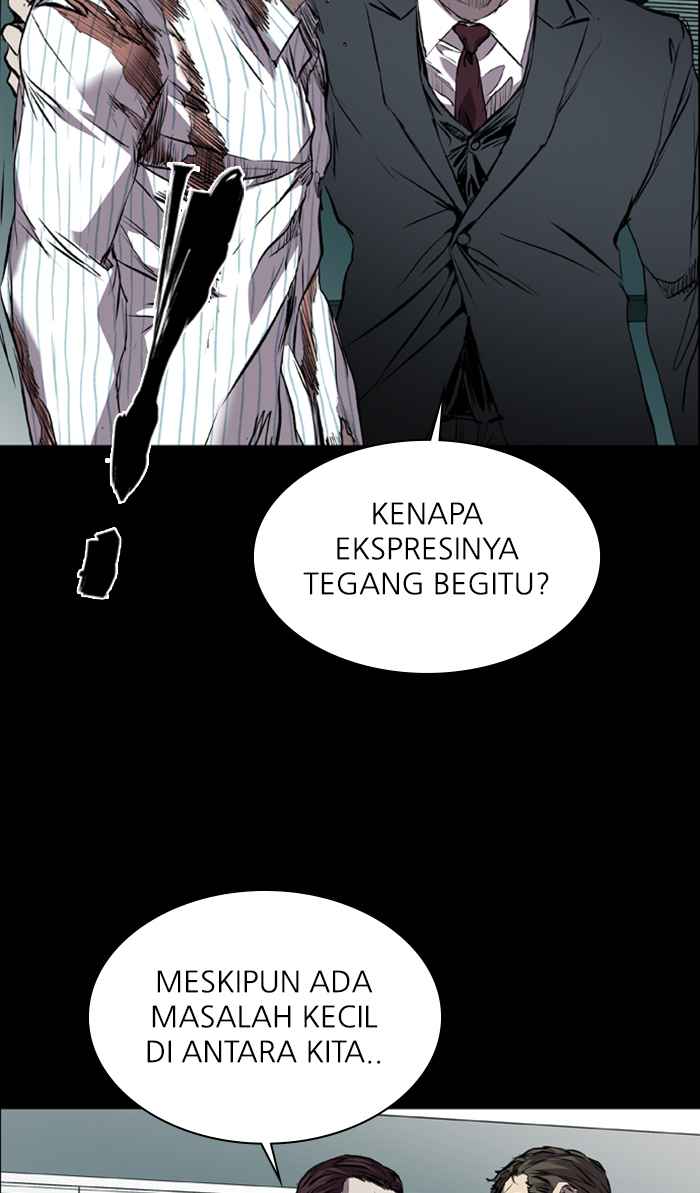 KENAPA
EKSPRESINYA
TEGANG BEGITU?
MESKIPUN ADA
MASALAH KECIL
DI ANTARA KITA..